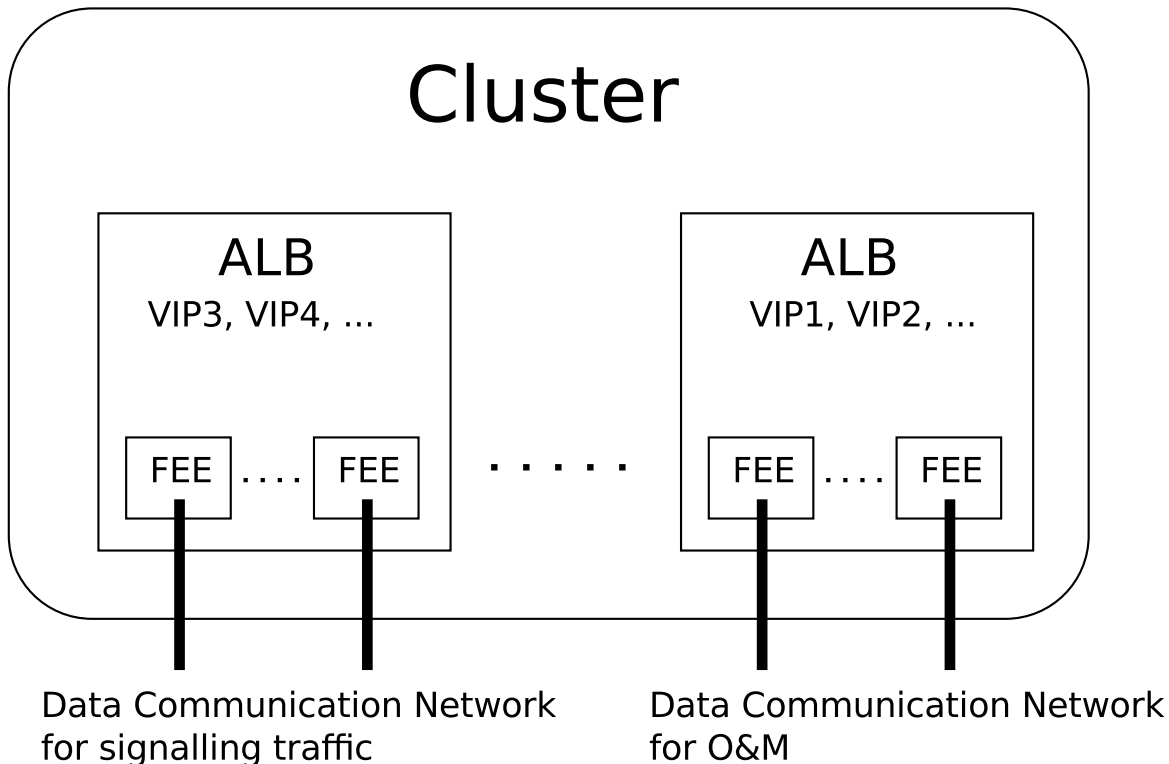 Cluster
ALB
VIP3, VIP4, ...
FEE .... FEE
.....
ALB
VIP1, VIP2, ...
FEE .... FEE
Data Communication Network
for signalling traffic
Data Communication Network
for O&M